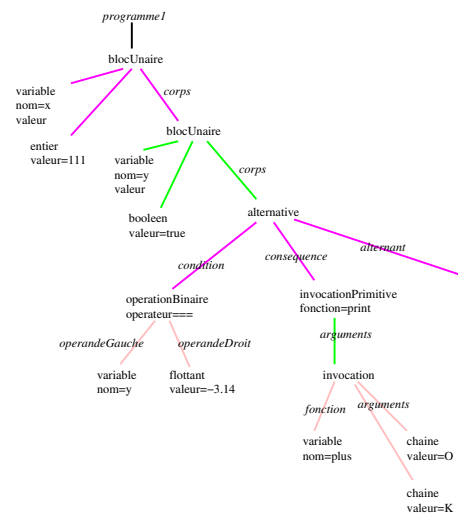 programme1
blocUnaire
variable
nom=x
valeur
corps
entier
valeur=111
blocUnaire
variable
nom=y
valeur
corps
booleen
valeur=true
alternative
condition
consequence
alternant
operationBinaire
operateur===
invocationPrimitive
fonction=print
operandeGauche
operandeDroit
arguments
variable
nom=y
flottant
valeur=−3.14
invocation
fonction
arguments
variable
nom=plus
chaine
valeur=O
chaine
valeur=K